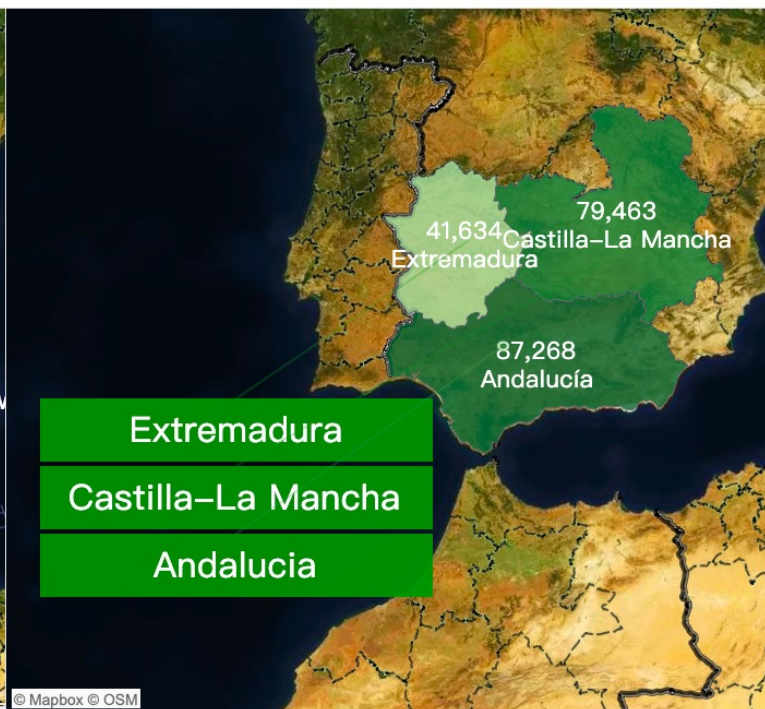 79,463
Castilla–La Mancha
41,634
Extremadura
87,268
Andalucía
Extremadura
Castilla–La Mancha
Andalucia
© Mapbox © OSM